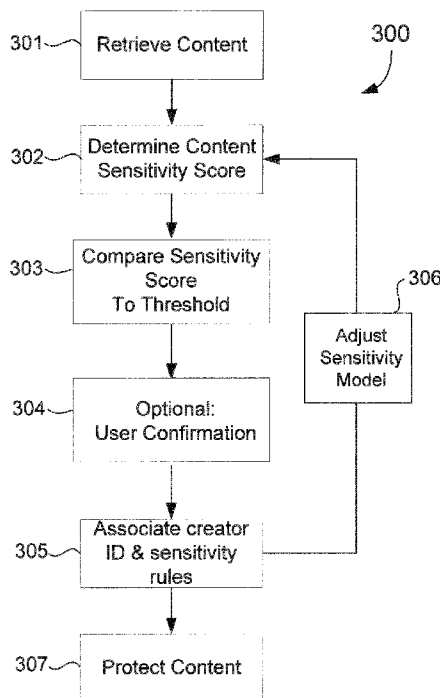 301
Retrieve Content
300
302
Determine Content
Sensitivity Score
303
Compare Sensitivity
Score
To Threshold
306
Adjust
Sensitivity
Model
304
Optional:
User Confirmation
305
Associate creator
ID & sensitivity
rules
307
Protect Content